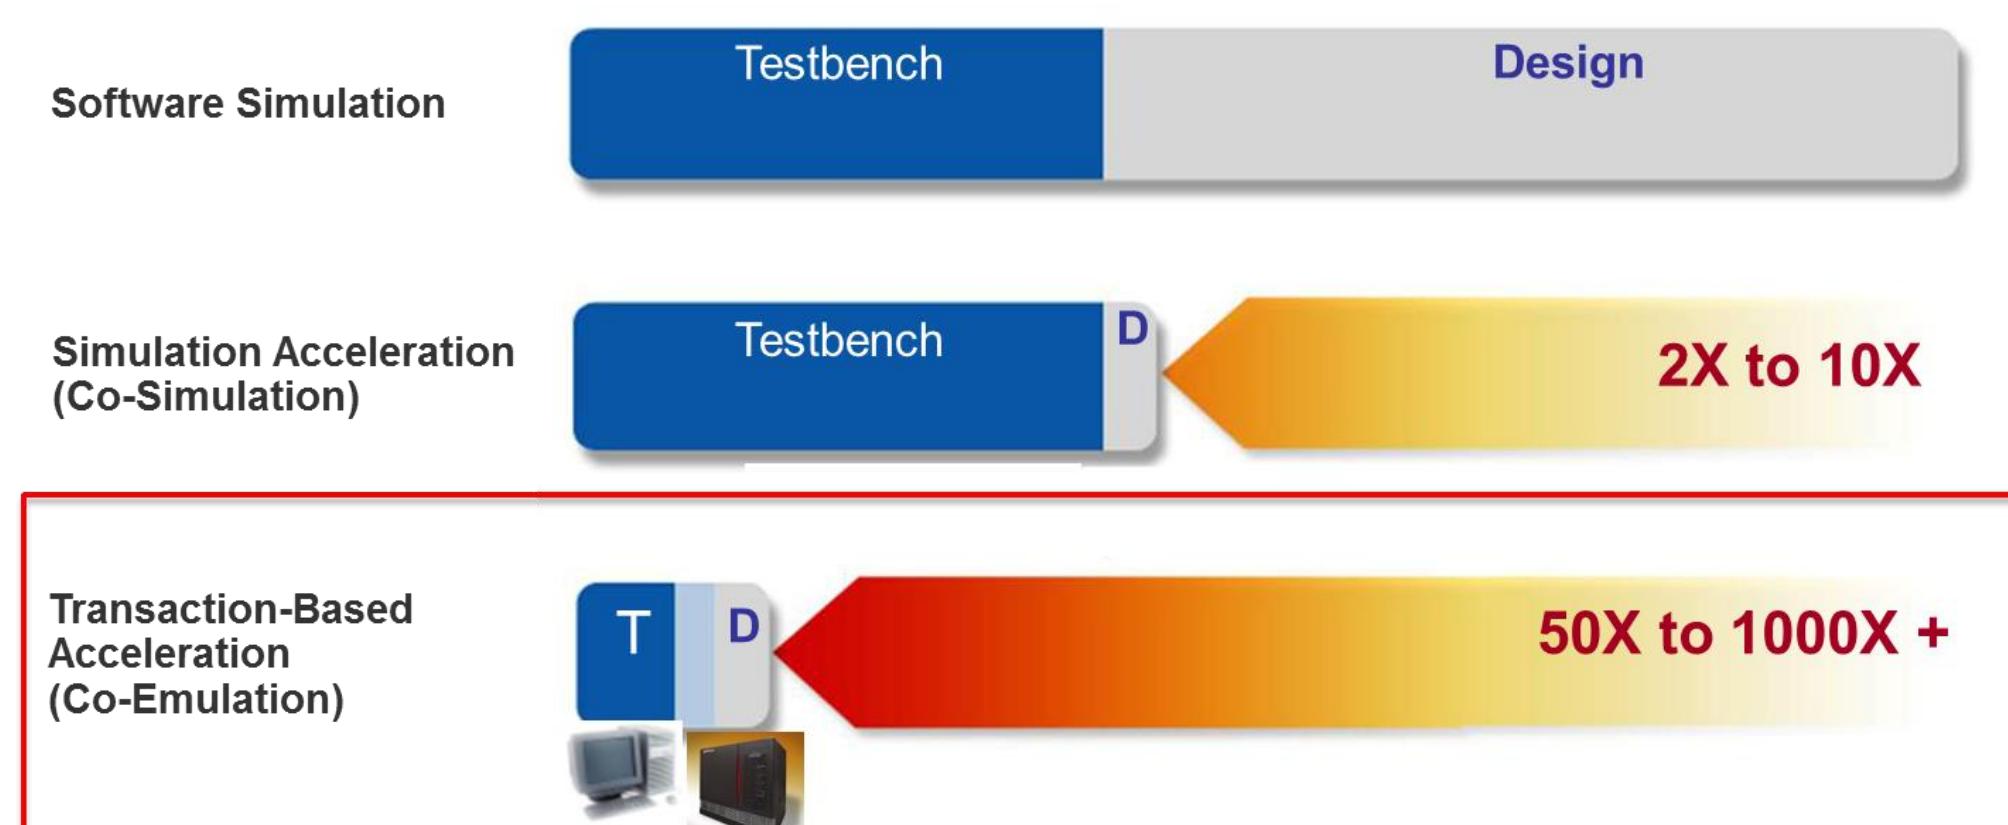 Software Simulation
Testbench
Design
Simulation Acceleration
(Co-Simulation)
Testbench
D
2X to 10X
Transaction-Based
Acceleration
(Co-Emulation)
T
D
50X to 1000X +